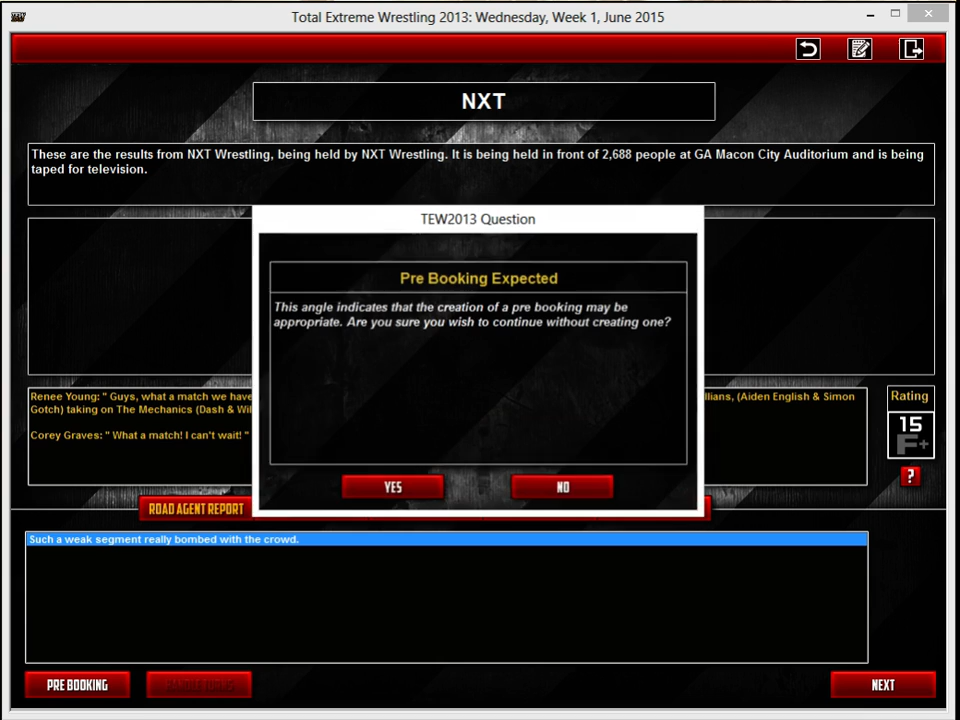 Total Extreme Wrestling 2013: Wednesday, Week 1, June 2015
NXT
These are the results from NXT Wrestling, being held by NXT Wrestling. It is being held in front of 2,688 people at GA Macon City Auditorium and is being
taped for television.
TEW2013 Question
Pre Booking Expected
This angle indicates that the creation of a pre booking may be
appropriate. Are you sure you wish to continue without creating one?
YES
NO
Renee Young: " Guys, what a match we have
llians, (Aiden English & Simon
Gotch) taking on The Mechanics (Dash & Wil
Corey Graves: " What a match! I can't wait! "
Rating
15
F+
?
ROAD AGENT REPORT
Such a weak segment really bombed with the crowd.
PRE BOOKING
NEXT